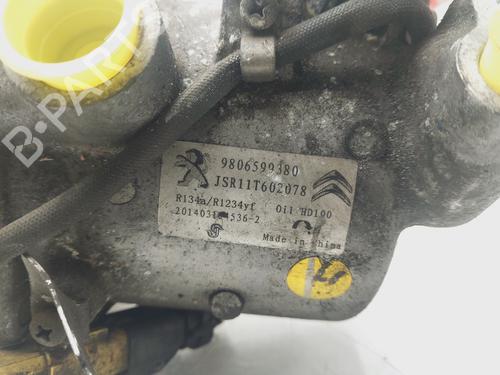 B-PARTS
9806599380
JSR11T602078
R134a/R1234yf Oil HD100
Made in China